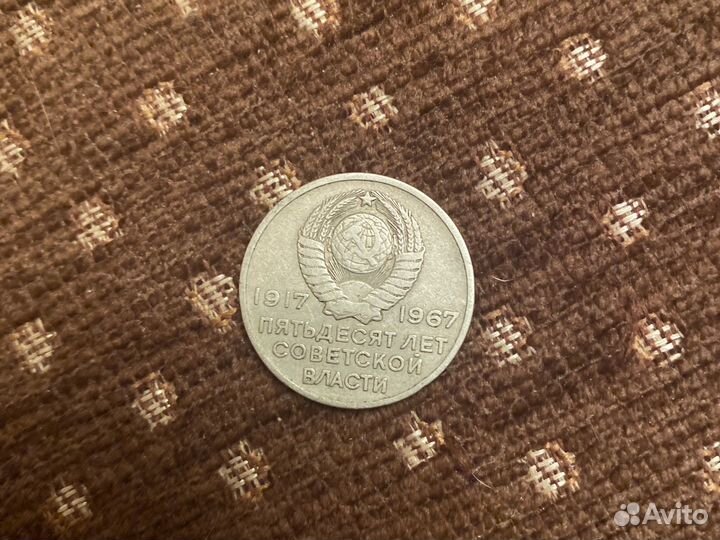 1917 1967
ПЯТЬДЕСЯТ ЛЕТ
СОВЕТСКОЙ
ВЛАСТИ
Avito